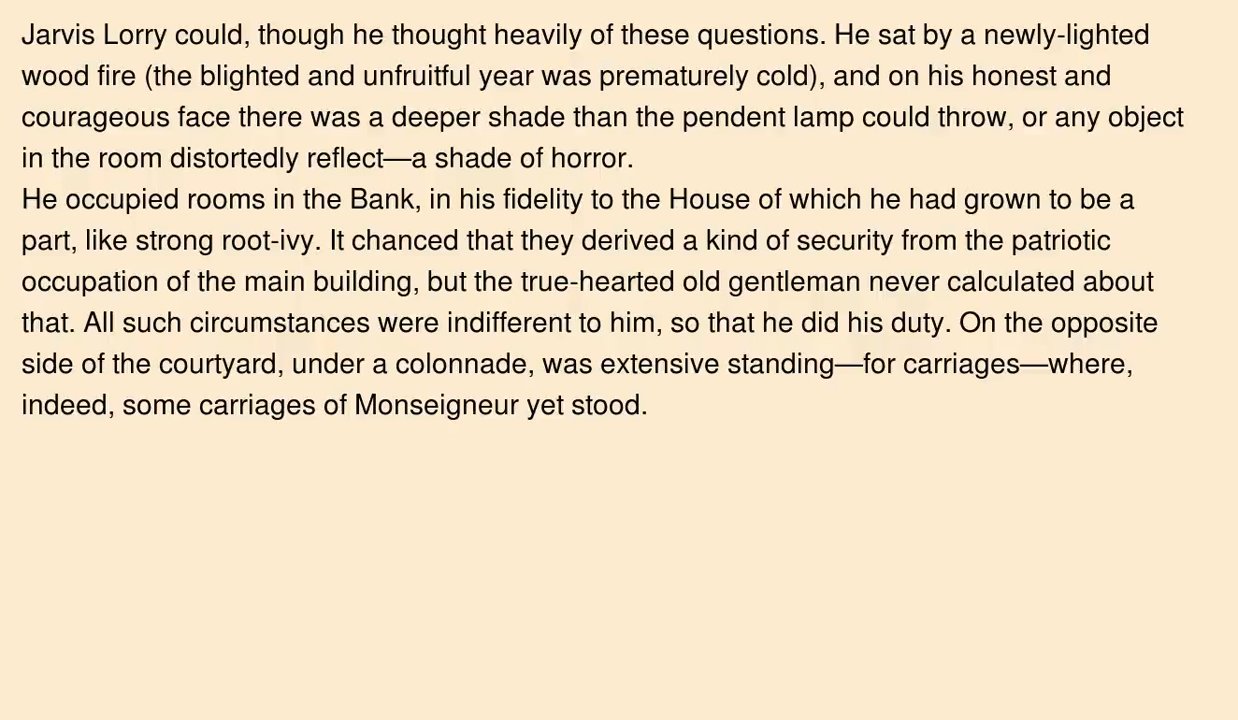 Jarvis Lorry could, though he thought heavily of these questions. He sat by a newly-lighted
wood fire (the blighted and unfruitful year was prematurely cold), and on his honest and
courageous face there was a deeper shade than the pendent lamp could throw, or any object
in the room distortedly reflect—a shade of horror.
He occupied rooms in the Bank, in his fidelity to the House of which he had grown to be a
part, like strong root-ivy. It chanced that they derived a kind of security from the patriotic
occupation of the main building, but the true-hearted old gentleman never calculated about
that. All such circumstances were indifferent to him, so that he did his duty. On the opposite
side of the courtyard, under a colonnade, was extensive standing—for carriages—where,
indeed, some carriages of Monseigneur yet stood.